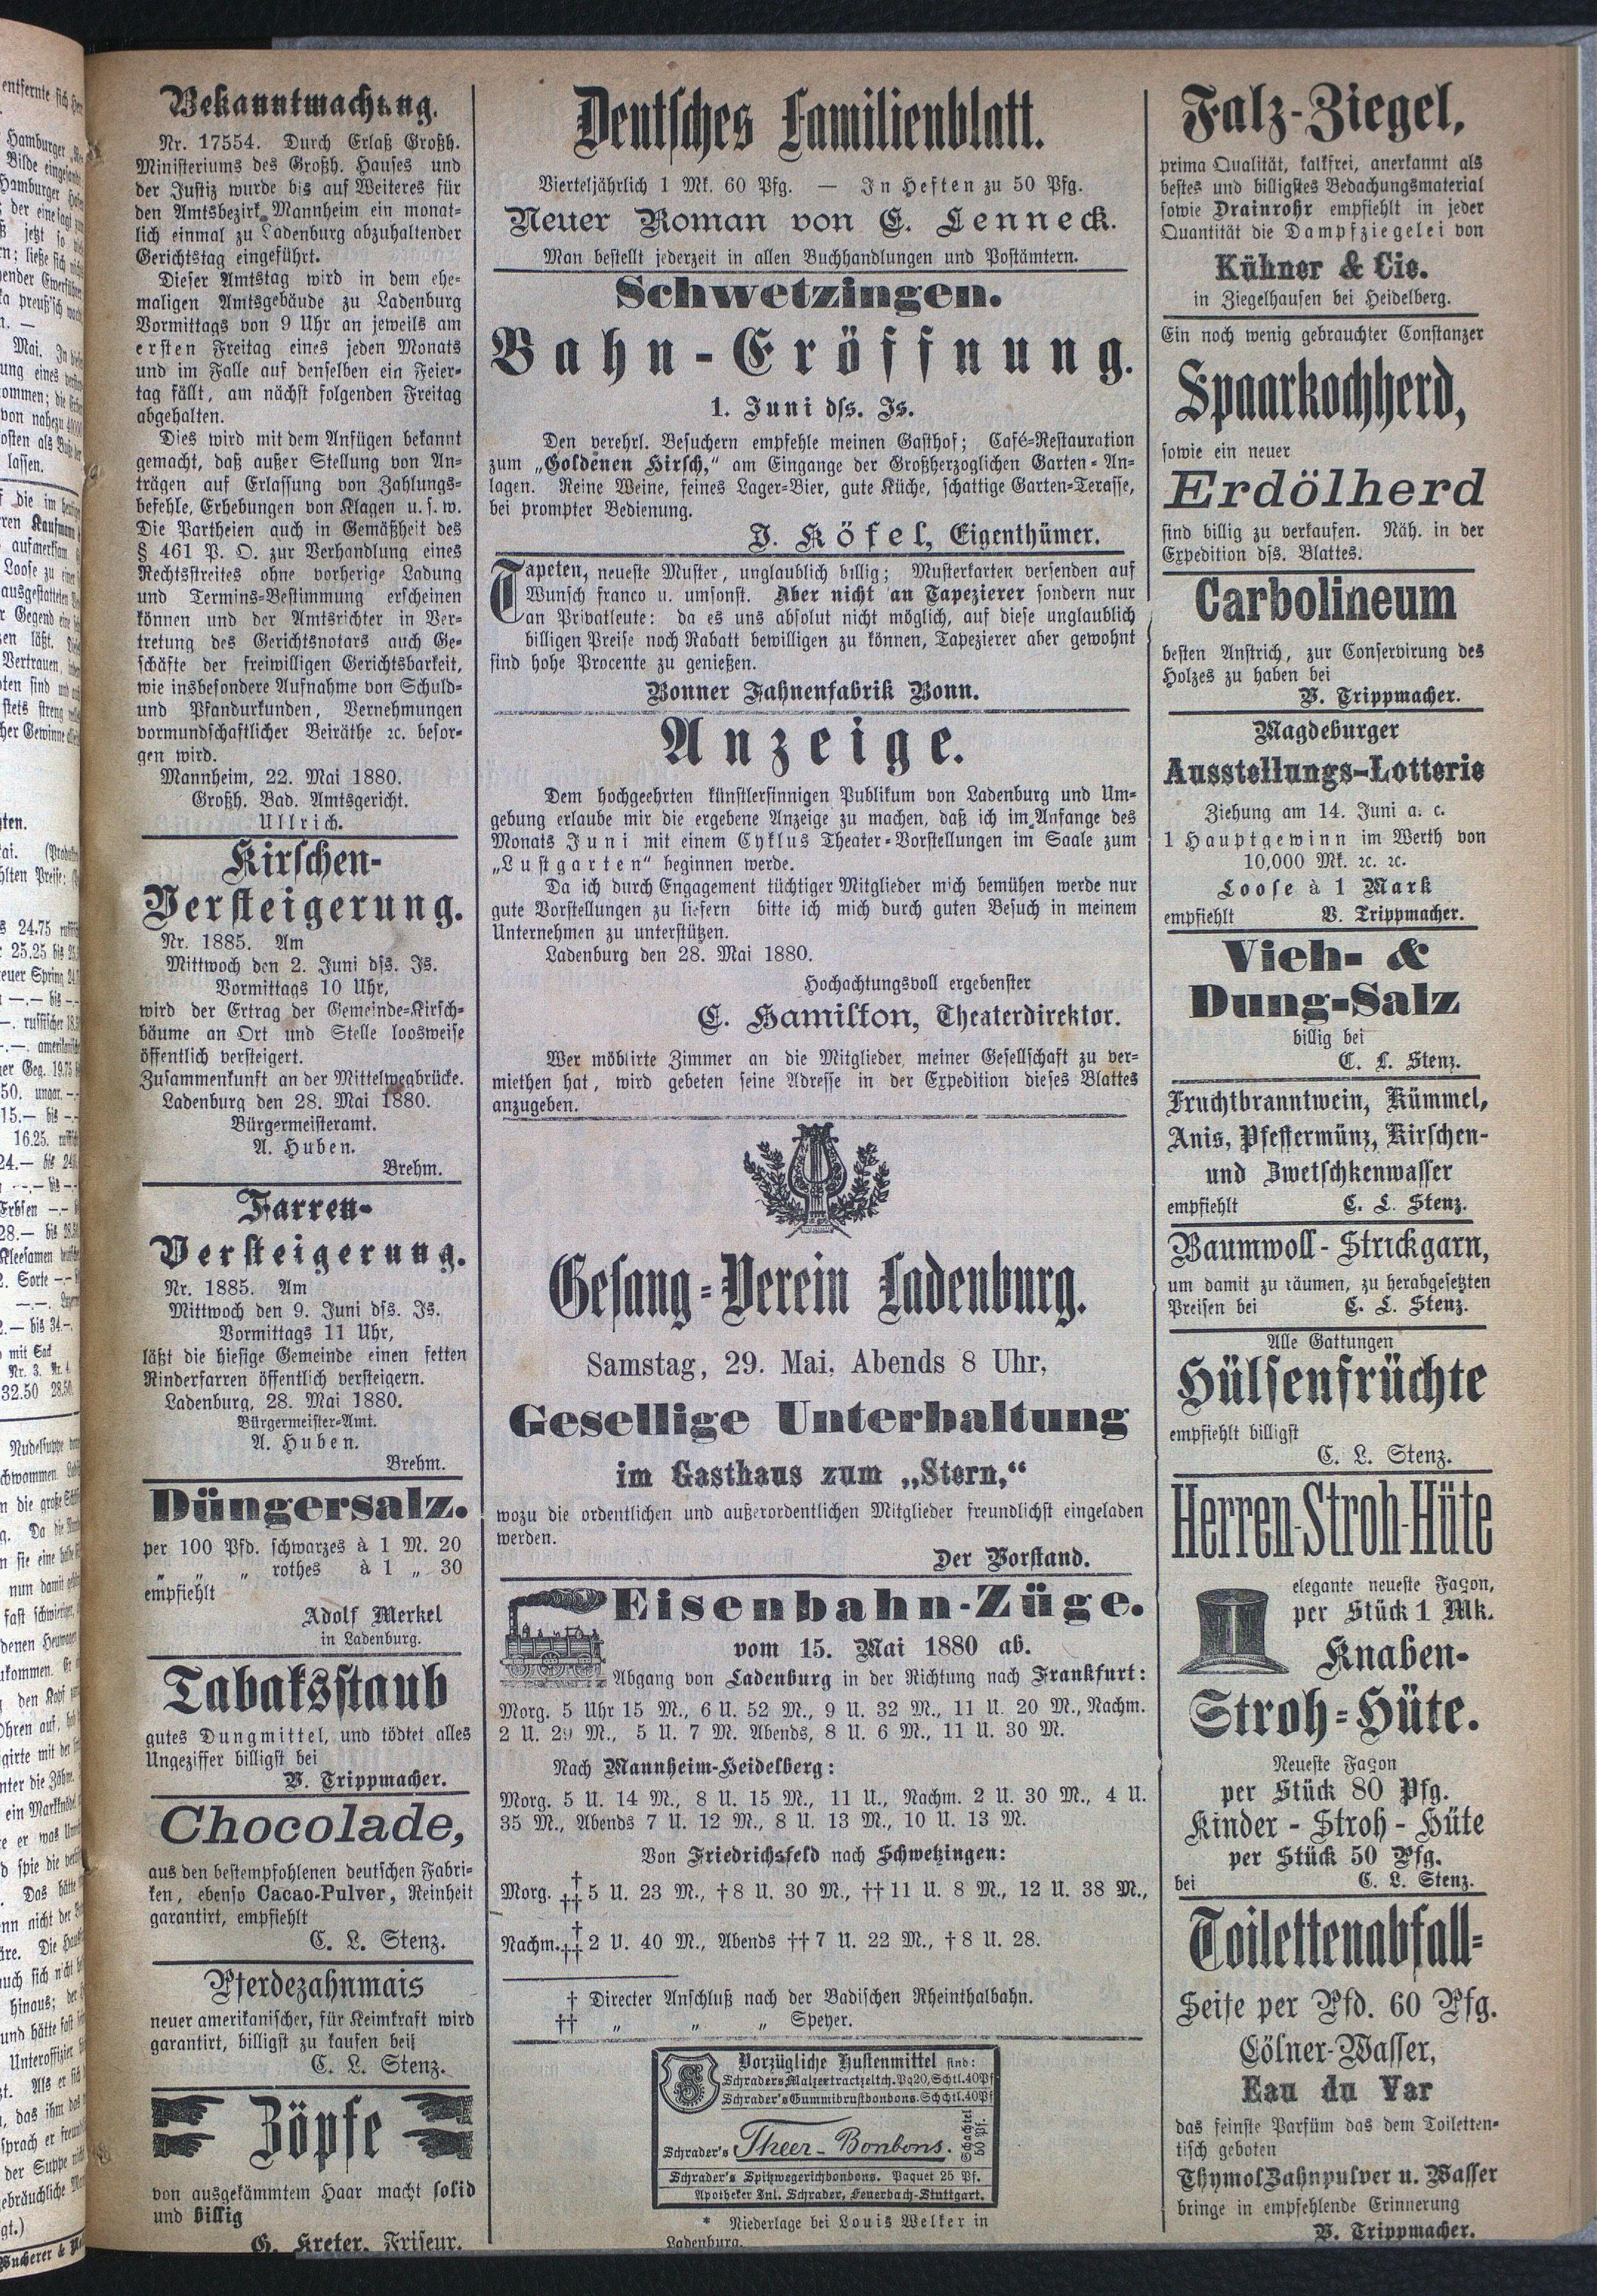 Bekanntmachung.
Nr. 17554. Durch Erlaß Großh.
Ministeriums des Großh. Hauses und
der Justiz wurde bis auf Weiteres für
den Amtsbezirk Mannheim ein monat-
lich einmal zu Ladenburg abzuhaltender
Gerichtstag eingeführt.
Dieser Amtstag wird in dem ehe-
maligen Amtsgebäude zu Ladenburg
Vormittags von 9 Uhr an jeweils am
ersten Freitag eines jeden Monats
und im Falle auf denselben ein Feier-
tag fällt, am nächst folgenden Freitag
abgehalten.
Dies wird mit dem Anfügen bekannt
gemacht, daß außer Stellung von An-
trägen auf Erlassung von Zahlungs-
befehle, Erhebungen von Klagen u. s. w.
Die Partheien auch in Gemäßheit des
§ 461 P. O. zur Verhandlung eines
Rechtsstreites ohne vorherige Ladung
und Termins-Bestimmung erscheinen
können und der Amtsrichter in Ver-
tretung des Gerichtsnotars auch Ge-
schäfte der freiwilligen Gerichtsbarkeit,
wie insbesondere Aufnahme von Schuld-
und Pfandurkunden, Vernehmungen
vormundschaftlicher Beiräthe ꝛc. besor-
gen wird.
Mannheim, 22. Mai 1880.
Großh. Bad. Amtsgericht.
Ullrich.
Kirschen-
Versteigerung.
Nr. 1885. Am
Mittwoch den 2. Juni dss. Js.
Vormittags 10 Uhr,
wird der Ertrag der Gemeinde-Kirsch-
bäume an Ort und Stelle loosweise
öffentlich versteigert.
Zusammenkunft an der Mittelwegbrücke.
Ladenburg den 28. Mai 1880.
Bürgermeisteramt.
A. Huben.
Brehm.
Farren-
Versteigerung.
Nr. 1885. Am
Mittwoch den 9. Juni dss. Js.
Vormittags 11 Uhr,
läßt die hiesige Gemeinde einen fetten
Rinderfarren öffentlich versteigern.
Ladenburg, 28. Mai 1880.
Bürgermeister-Amt.
A. Huben.
Brehm.
Düngersalz.
per 100 Pfd. schwarzes à 1 M. 20
„ „ „ rothes à 1 „ 30
empfiehlt
Adolf Merkel
in Ladenburg.
Tabaksstaub
gutes Dungmittel, und tödtet alles
Ungeziffer billigst bei
B. Trippmacher.
Chocolade,
aus den bestempfohlenen deutschen Fabri-
ken, ebenso Cacao-Pulver, Reinheit
garantirt, empfiehlt
C. L. Stenz.
Pferdezahnmais
neuer amerikanischer, für Keimkraft wird
garantirt, billigst zu kaufen bei
C. L. Stenz.
Zöpfe
von ausgekämmtem Haar macht solid
und billig
G. Kreter, Friseur.
Deutsches Familienblatt.
Vierteljährlich 1 Mk. 60 Pfg. — In Heften zu 50 Pfg.
Neuer Roman von E. Lenneck.
Man bestellt jederzeit in allen Buchhandlungen und Postämtern.
Schwetzingen.
Bahn-Eröffnung.
1. Juni dss. Js.
Den verehrl. Besuchern empfehle meinen Gasthof; Café-Restauration
zum „Goldenen Hirsch,“ am Eingange der Großherzoglichen Garten-An-
lagen. Reine Weine, feines Lager-Bier, gute Küche, schattige Garten-Terasse,
bei prompter Bedienung.
J. Köfel, Eigenthümer.
Tapeten, neueste Muster, unglaublich billig; Musterkarten versenden auf
Wunsch franco u. umsonst. Aber nicht an Tapezierer sondern nur
an Privatleute: da es uns absolut nicht möglich, auf diese unglaublich
billigen Preise noch Rabatt bewilligen zu können, Tapezierer aber gewohnt
sind hohe Procente zu genießen.
Bonner Fahnenfabrik Bonn.
Anzeige.
Dem hochgeehrten künstlersinnigen Publikum von Ladenburg und Um-
gebung erlaube mir die ergebene Anzeige zu machen, daß ich im Anfange des
Monats Juni mit einem Cyklus Theater-Vorstellungen im Saale zum
„Lustgarten“ beginnen werde.
Da ich durch Engagement tüchtiger Mitglieder mich bemühen werde nur
gute Vorstellungen zu liefern bitte ich mich durch guten Besuch in meinem
Unternehmen zu unterstützen.
Ladenburg den 28. Mai 1880.
Hochachtungsvoll ergebenster
C. Hamilton, Theaterdirektor.
Wer möblirte Zimmer an die Mitglieder meiner Gesellschaft zu ver-
miethen hat, wird gebeten seine Adresse in der Expedition dieses Blattes
anzugeben.
Gesang-Verein Ladenburg.
Samstag, 29. Mai, Abends 8 Uhr,
Gesellige Unterhaltung
im Gasthaus zum „Stern,“
wozu die ordentlichen und außerordentlichen Mitglieder freundlichst eingeladen
werden.
Der Vorstand.
Eisenbahn-Züge.
vom 15. Mai 1880 ab.
Abgang von Ladenburg in der Richtung nach Frankfurt:
Morg. 5 Uhr 15 M., 6 U. 52 M., 9 U. 32 M., 11 U. 20 M., Nachm.
2 U. 29 M., 5 U. 7 M. Abends, 8 U. 6 M., 11 U. 30 M.
Nach Mannheim-Heidelberg:
Morg. 5 U. 14 M., 8 U. 15 M., 11 U., Nachm. 2 U. 30 M., 4 U.
35 M., Abends 7 U. 12 M., 8 U. 13 M., 10 U. 13 M.
Von Friedrichsfeld nach Schwetzingen:
Morg. † †† 5 U. 23 M., † 8 U. 30 M., †† 11 U. 8 M., 12 U. 38 M.,
Nachm. † †† 2 U. 40 M., Abends †† 7 U. 22 M., † 8 U. 28.
† Directer Anschluß nach der Badischen Rheinthalbahn.
†† „ „ „ Speyer.
Vorzügliche Hustenmittel sind:
Schraders Malzextractzeltch. Pq 20, Schtl. 40 Pf
Schrader's Gummibrustbonbons. Schchtl. 40 Pf
Schrader's Theer-Bonbons. Schachtel 60 Pf.
Schrader's Spitzwegerichbonbons. Paquet 25 Pf.
Apotheker Jul. Schrader, Feuerbach-Stuttgart.
* Niederlage bei Louis Welker in
Ladenburg.
Falz-Ziegel,
prima Qualität, kalkfrei, anerkannt als
bestes und billigstes Bedachungsmaterial
sowie Drainrohr empfiehlt in jeder
Quantität die Dampfziegelei von
Kühner & Cie.
in Ziegelhausen bei Heidelberg.
Ein noch wenig gebrauchter Constanzer
Spaarkochherd,
sowie ein neuer
Erdölherd
sind billig zu verkaufen. Näh. in der
Expedition dss. Blattes.
Carbolineum
besten Anstrich, zur Conservirung des
Holzes zu haben bei
B. Trippmacher.
Magdeburger
Ausstellungs-Lotterie
Ziehung am 14. Juni a. c.
1 Hauptgewinn im Werth von
10,000 Mk. ꝛc. ꝛc.
Loose à 1 Mark
empfiehlt B. Trippmacher.
Vieh- &
Dung-Salz
billig bei
C. L. Stenz.
Fruchtbranntwein, Kümmel,
Anis, Pfeffermünz, Kirschen-
und Zwetschkenwasser
empfiehlt C. L. Stenz.
Baumwoll-Strickgarn,
um damit zu räumen, zu herabgesetzten
Preisen bei C. L. Stenz.
Alle Gattungen
Hülsenfrüchte
empfiehlt billigst
C. L. Stenz.
Herren-Stroh-Hüte
elegante neueste Façon,
per Stück 1 Mk.
Knaben-
Stroh-Hüte.
Neueste Façon
per Stück 80 Pfg.
Kinder-Stroh-Hüte
per Stück 50 Pfg.
bei C. L. Stenz.
Toilettenabfall-
Seife per Pfd. 60 Pfg.
Cölner-Wasser,
Eau du Var
das feinste Parfüm das dem Toiletten-
tisch geboten
Thymol Zahnpulver u. Wasser
bringe in empfehlende Erinnerung
B. Trippmacher.